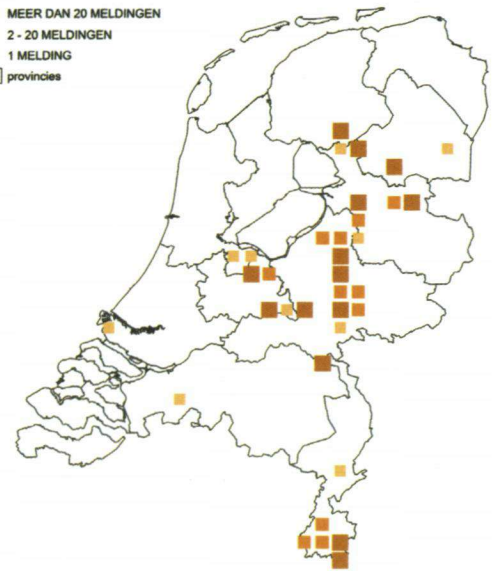 MEER DAN 20 MELDINGEN
2 - 20 MELDINGEN
1 MELDING
provincies